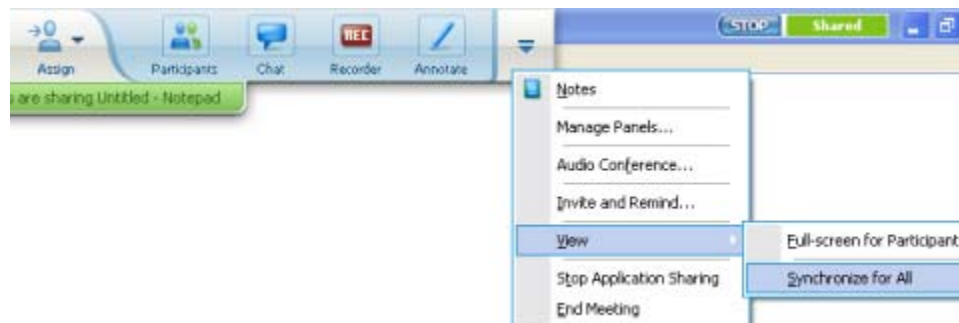 STOP Shared
REC
Assign Participants Chat Recorder Annotate
are sharing Untitled - Notepad
Notes
Manage Panels...
Audio Conference...
Invite and Remind...
View
Full-screen for Participant
Stop Application Sharing
Synchronize for All
End Meeting